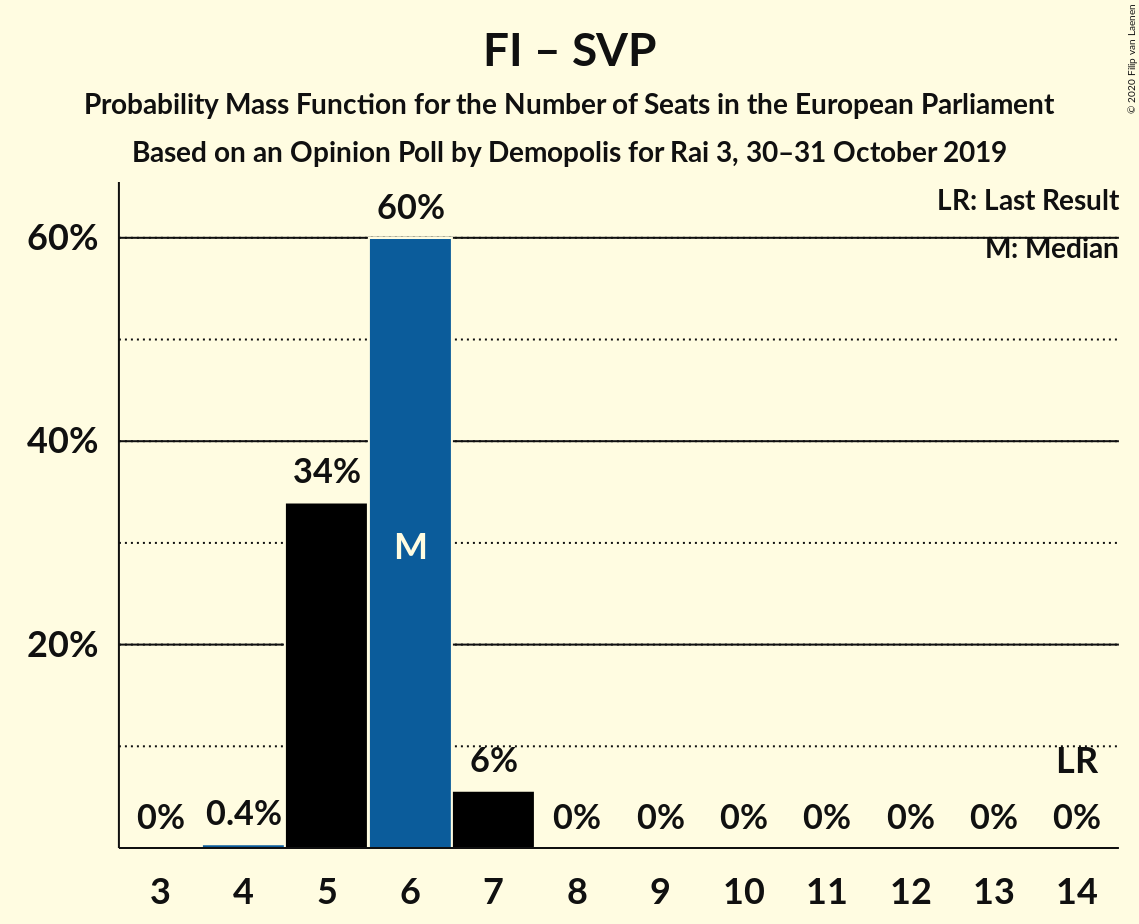 FI – SVP
Probability Mass Function for the Number of Seats in the European Parliament
Based on an Opinion Poll by Demopolis for Rai 3, 30–31 October 2019
© 2020 Filip van Laenen
LR: Last Result
M: Median
60%
40%
20%
0%
0.4%
34%
60%
M
6%
0%
0%
0%
0%
0%
0%
LR
0%
3 4 5 6 7 8 9 10 11 12 13 14